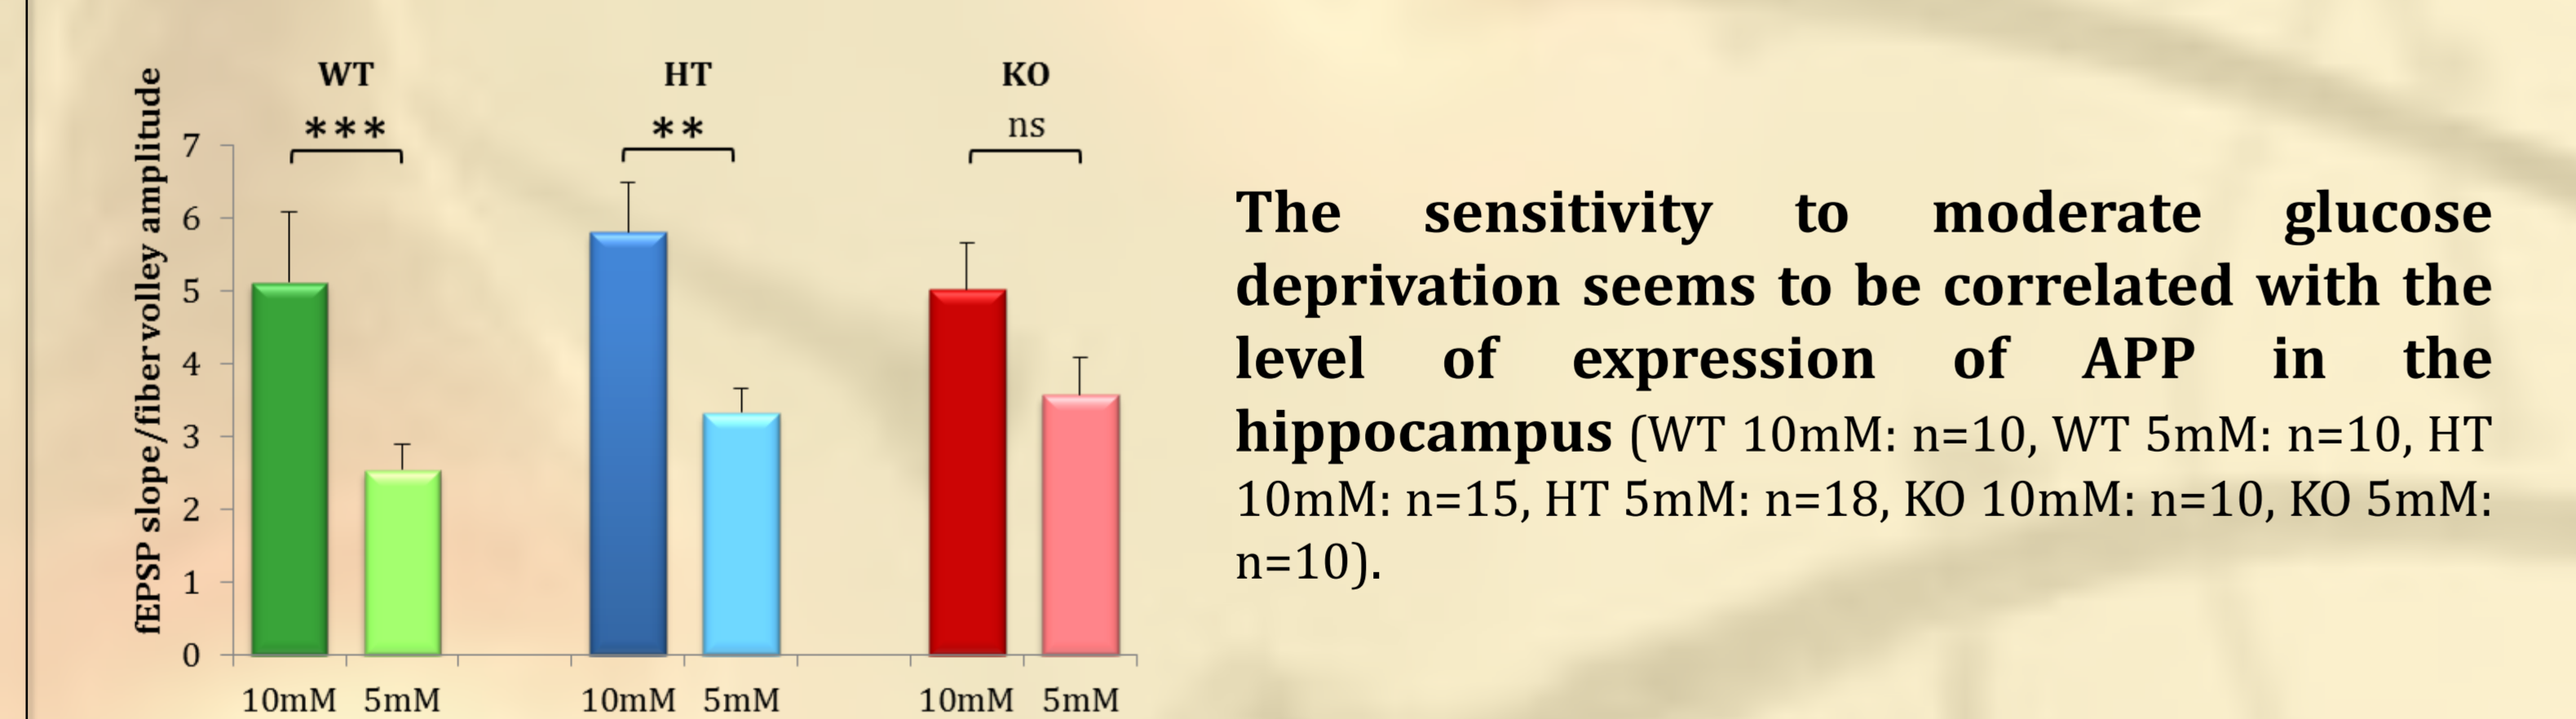 WT
HT
KO
***
**
ns
fEPSP slope/fiber volley amplitude
7
6
5
4
3
2
1
0
10mM 5mM 10mM 5mM 10mM 5mM
The sensitivity to moderate glucose
deprivation seems to be correlated with the
level of expression of APP in the
hippocampus (WT 10mM: n=10, WT 5mM: n=10, HT
10mM: n=15, HT 5mM: n=18, KO 10mM: n=10, KO 5mM:
n=10).